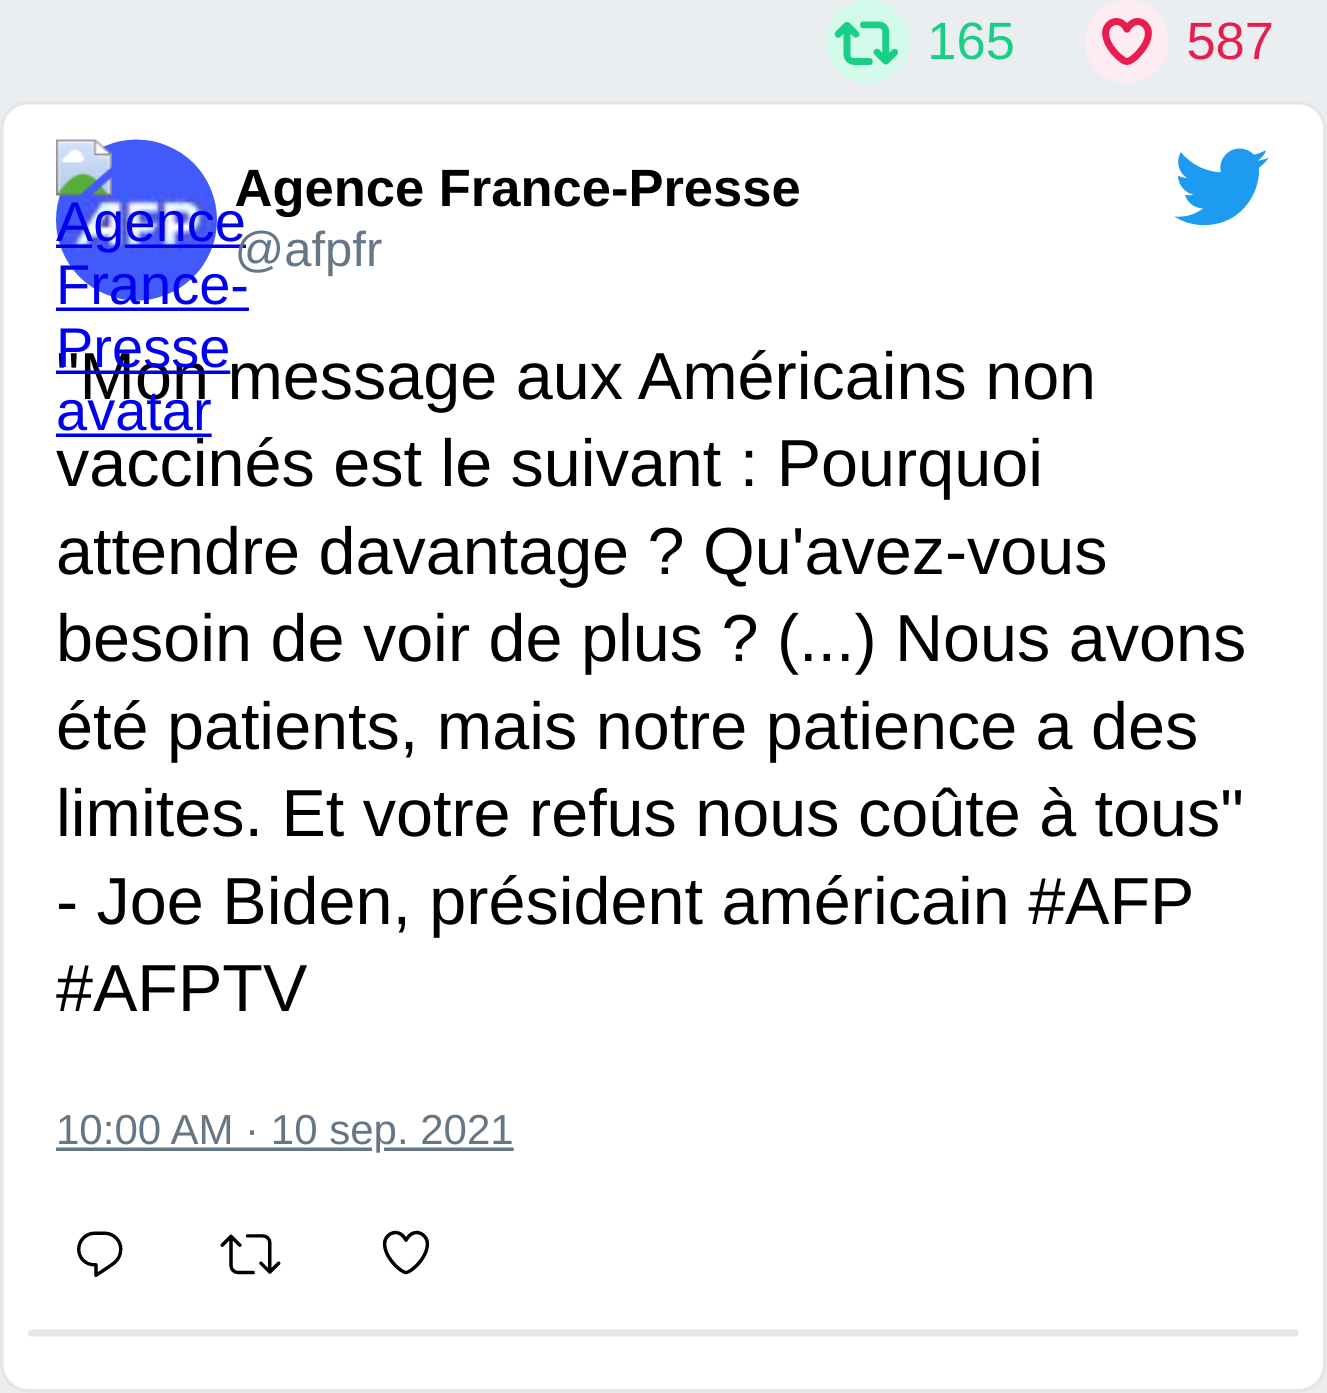 165 587
Agence France-Presse
@afpfr
AFP
Agence
France-
Presse
avatar
"Mon message aux Américains non
vaccinés est le suivant : Pourquoi
attendre davantage ? Qu'avez-vous
besoin de voir de plus ? (...) Nous avons
été patients, mais notre patience a des
limites. Et votre refus nous coûte à tous"
- Joe Biden, président américain #AFP
#AFPTV
10:00 AM · 10 sep. 2021